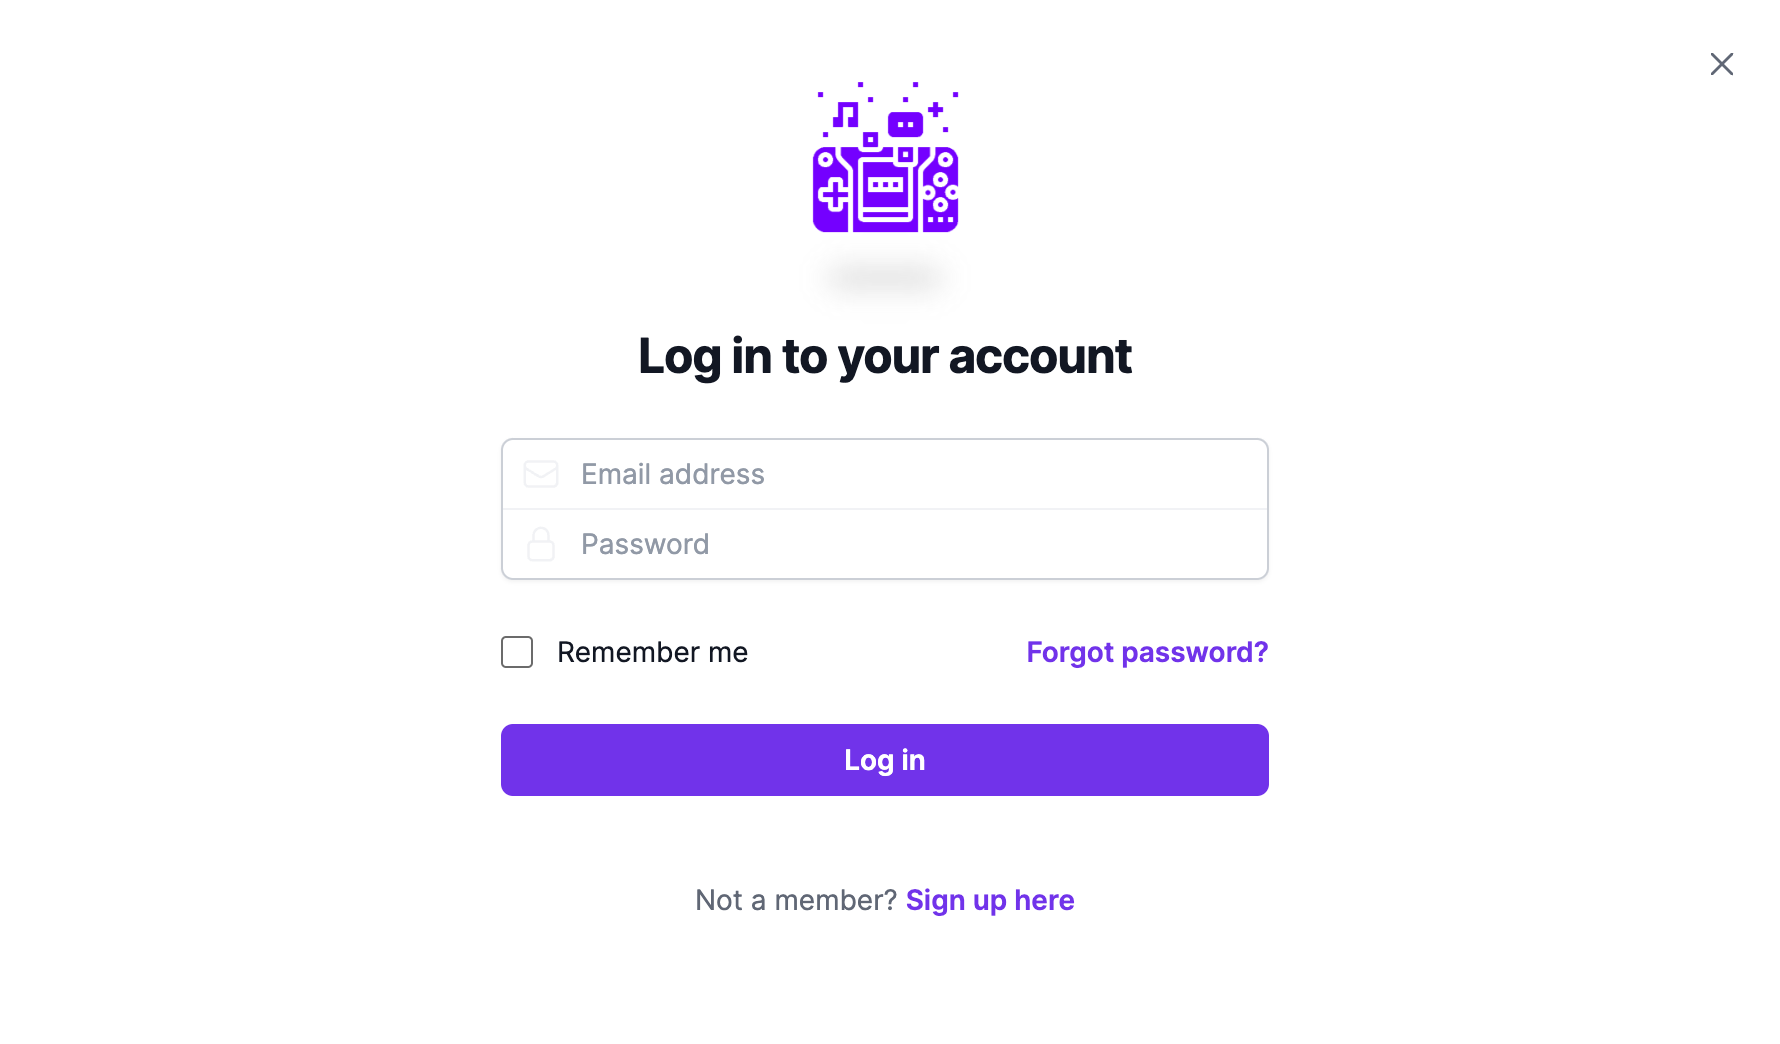 Log in to your account
Email address
Password
Remember me
Forgot password?
Log in
Not a member? Sign up here